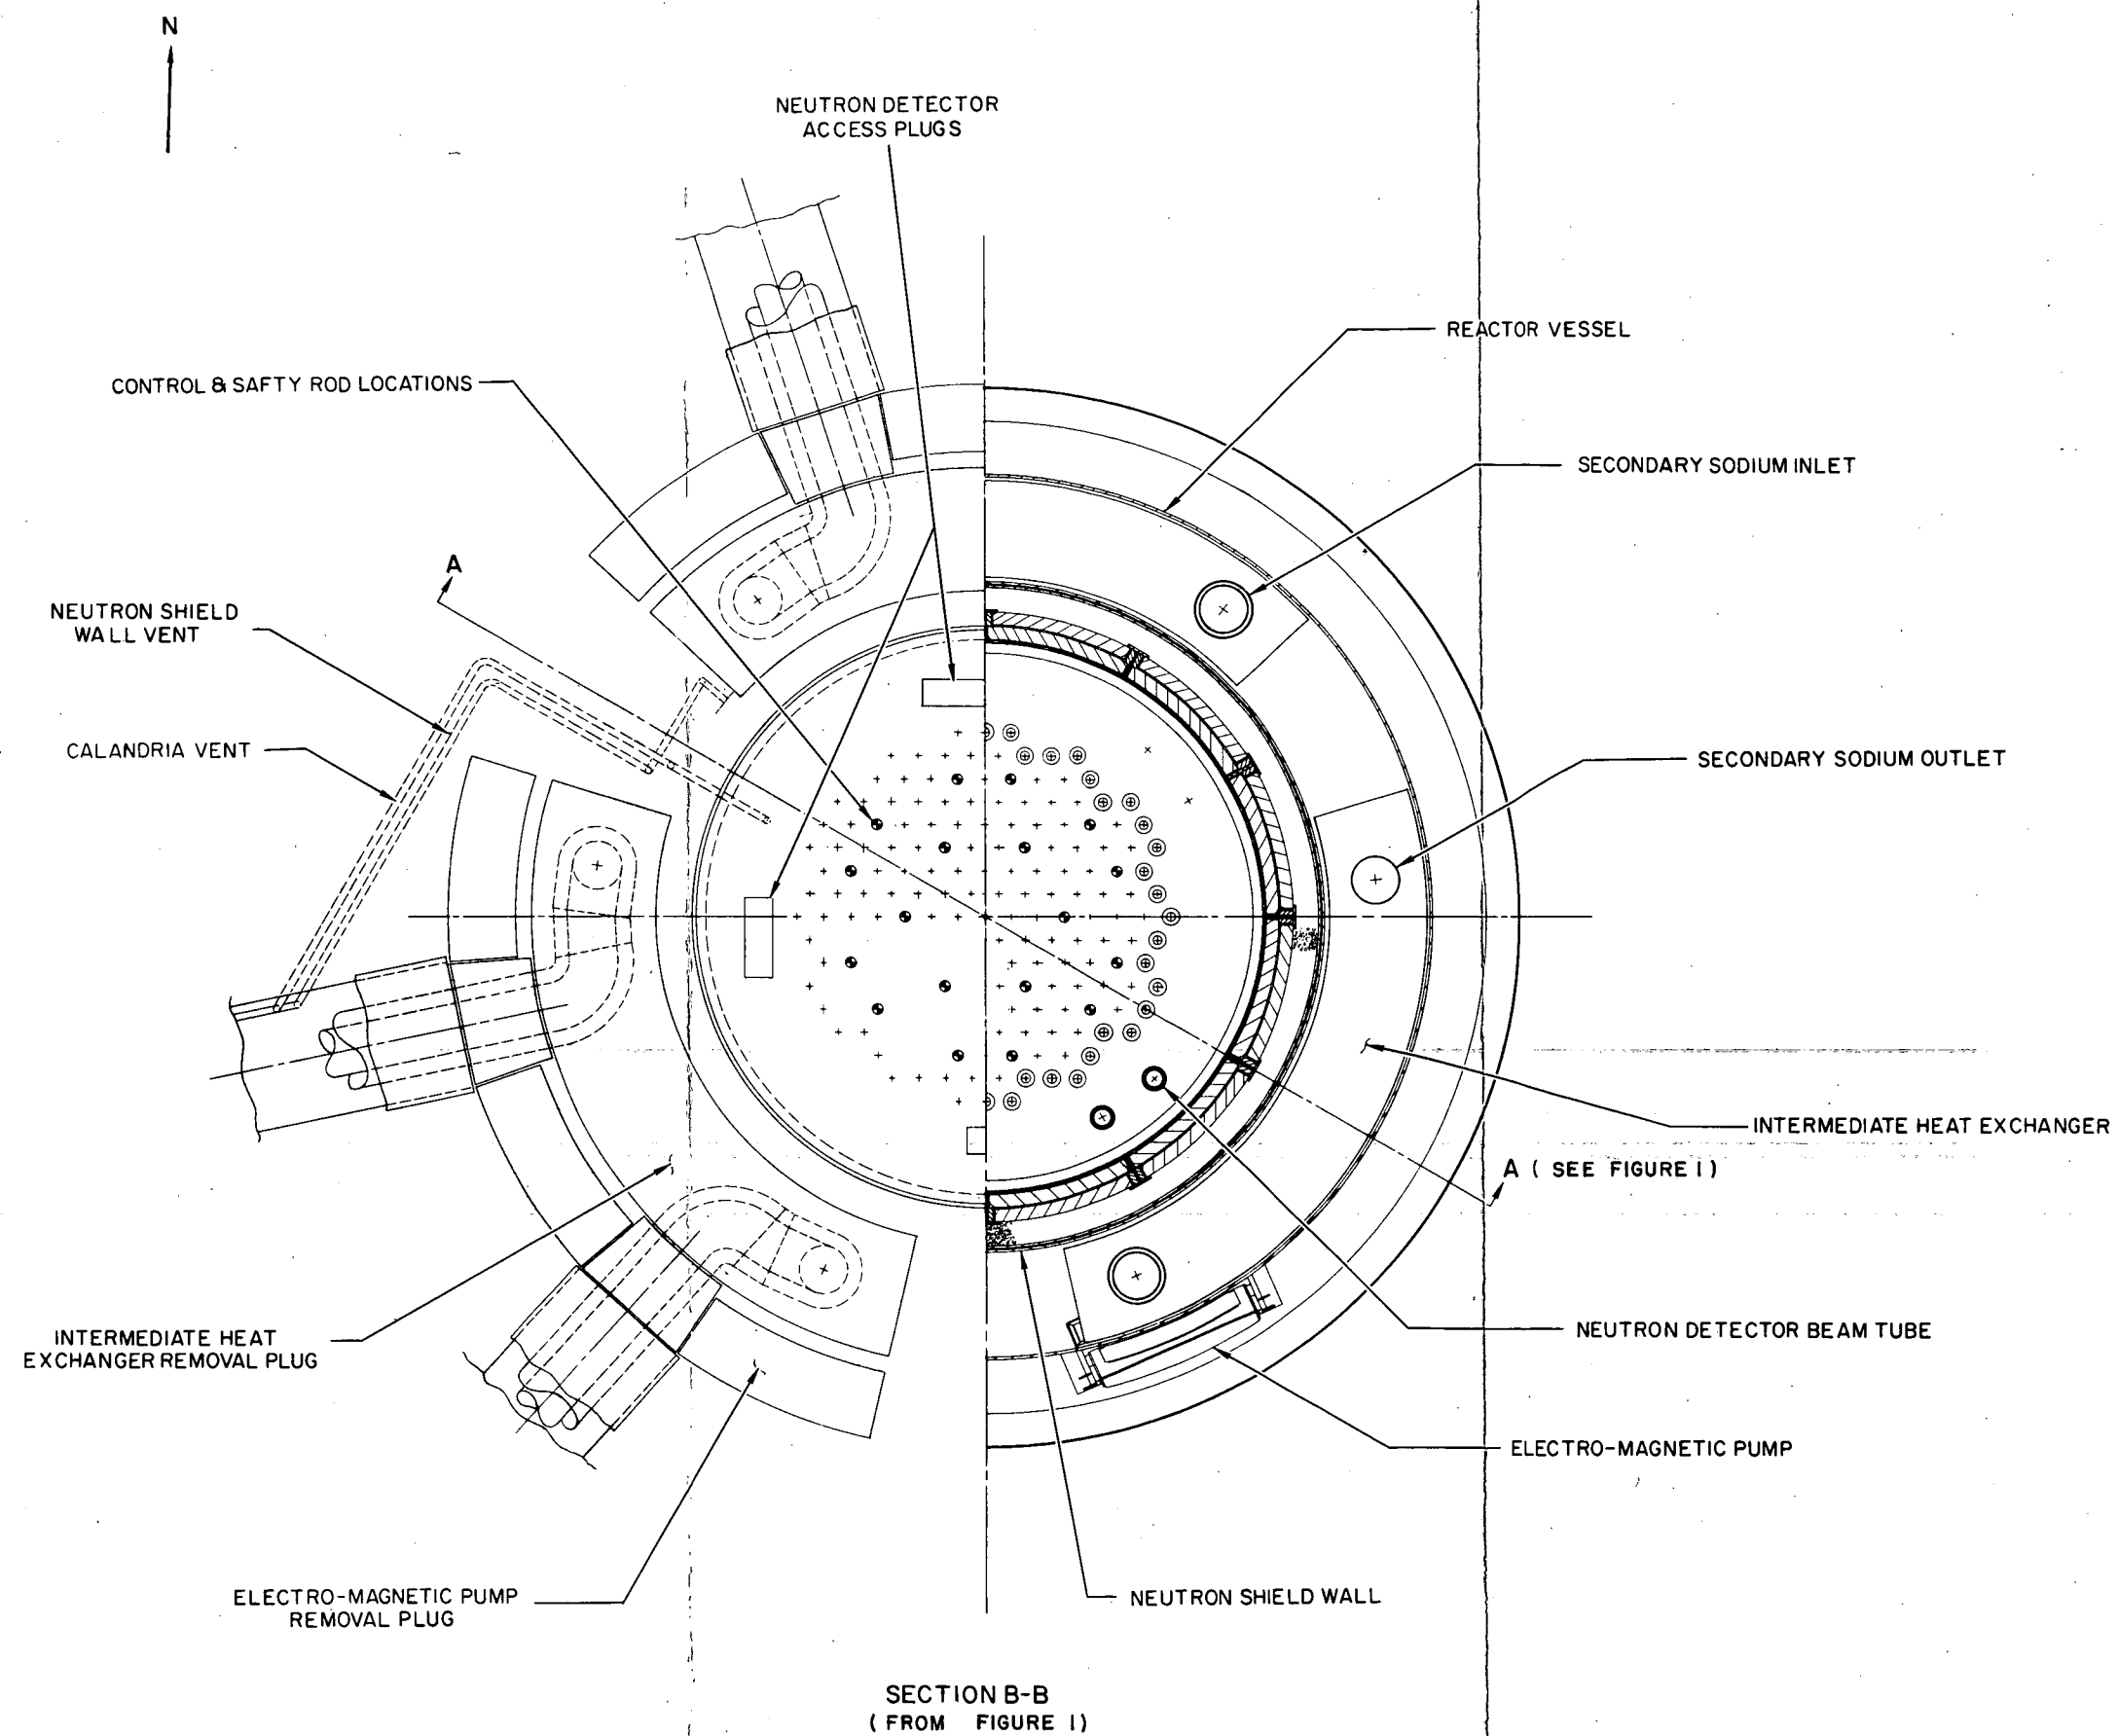 N
NEUTRON DETECTOR
ACCESS PLUGS
REACTOR VESSEL
CONTROL & SAFTY ROD LOCATIONS
SECONDARY SODIUM INLET
A
NEUTRON SHIELD
WALL VENT
CALANDRIA VENT
SECONDARY SODIUM OUTLET
INTERMEDIATE HEAT EXCHANGER
A ( SEE FIGURE 1 )
INTERMEDIATE HEAT
EXCHANGER REMOVAL PLUG
NEUTRON DETECTOR BEAM TUBE
ELECTRO-MAGNETIC PUMP
ELECTRO-MAGNETIC PUMP
REMOVAL PLUG
NEUTRON SHIELD WALL
SECTION B-B
( FROM FIGURE 1 )